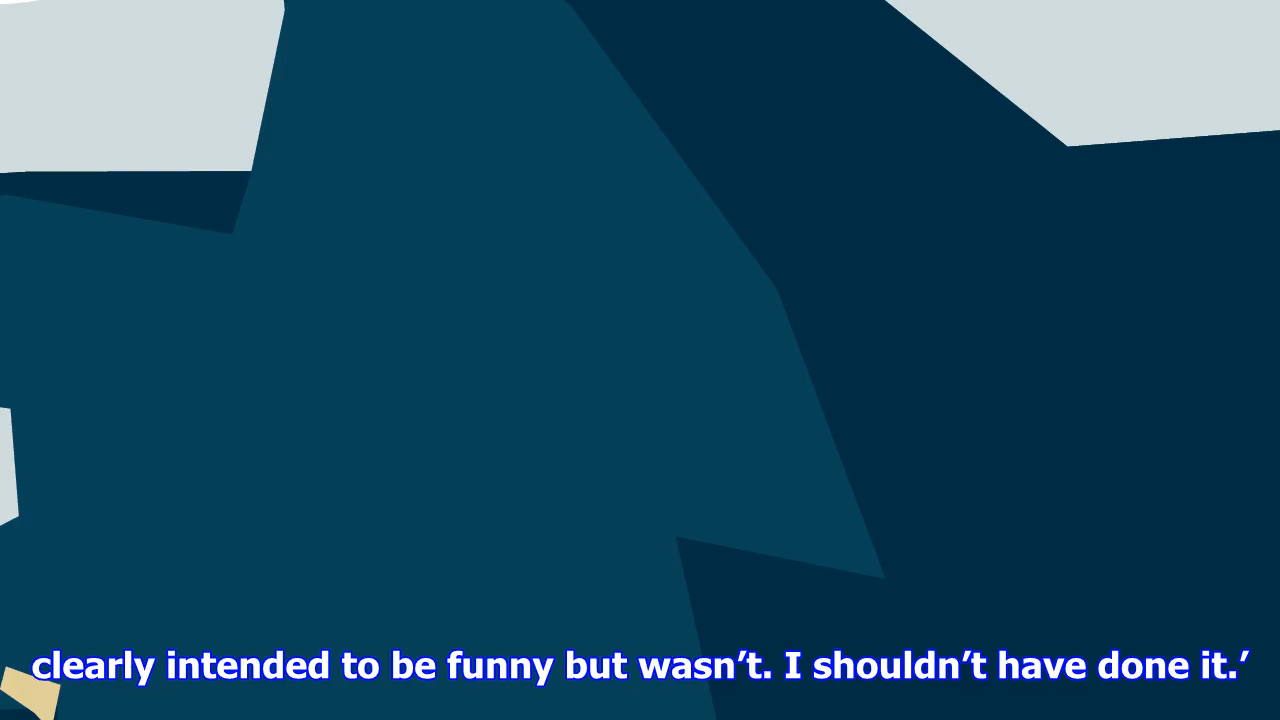 clearly intended to be funny but wasn’t. I shouldn’t have done it.’